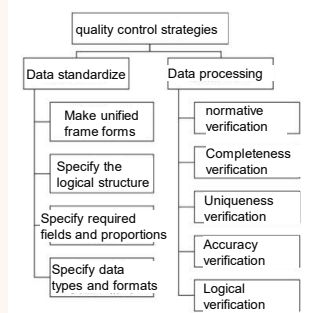 quality control strategies
Data standardize
Data processing
Make unified
frame forms
Specify the
logical structure
Specify required
fields and proportions
Specify data
types and formats
normative
verification
Completeness
verification
Uniqueness
verification
Accuracy
verification
Logical
verification